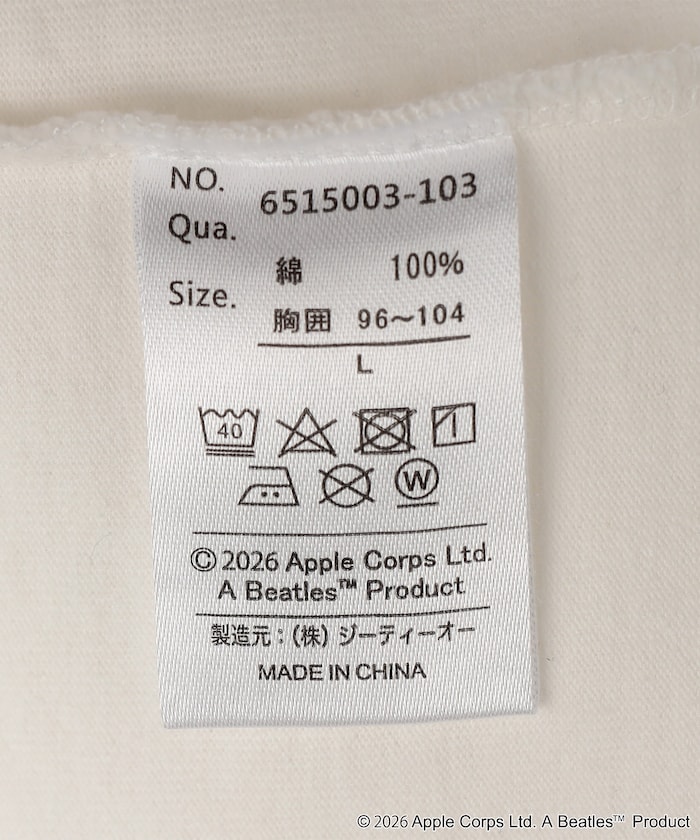 NO. 6515003-103
Qua.
綿 100%
Size.
胸囲 96～104
L
40
W
© 2026 Apple Corps Ltd.
A Beatles™ Product
製造元：(株) ジーティーオー
MADE IN CHINA
© 2026 Apple Corps Ltd. A Beatles™ Product